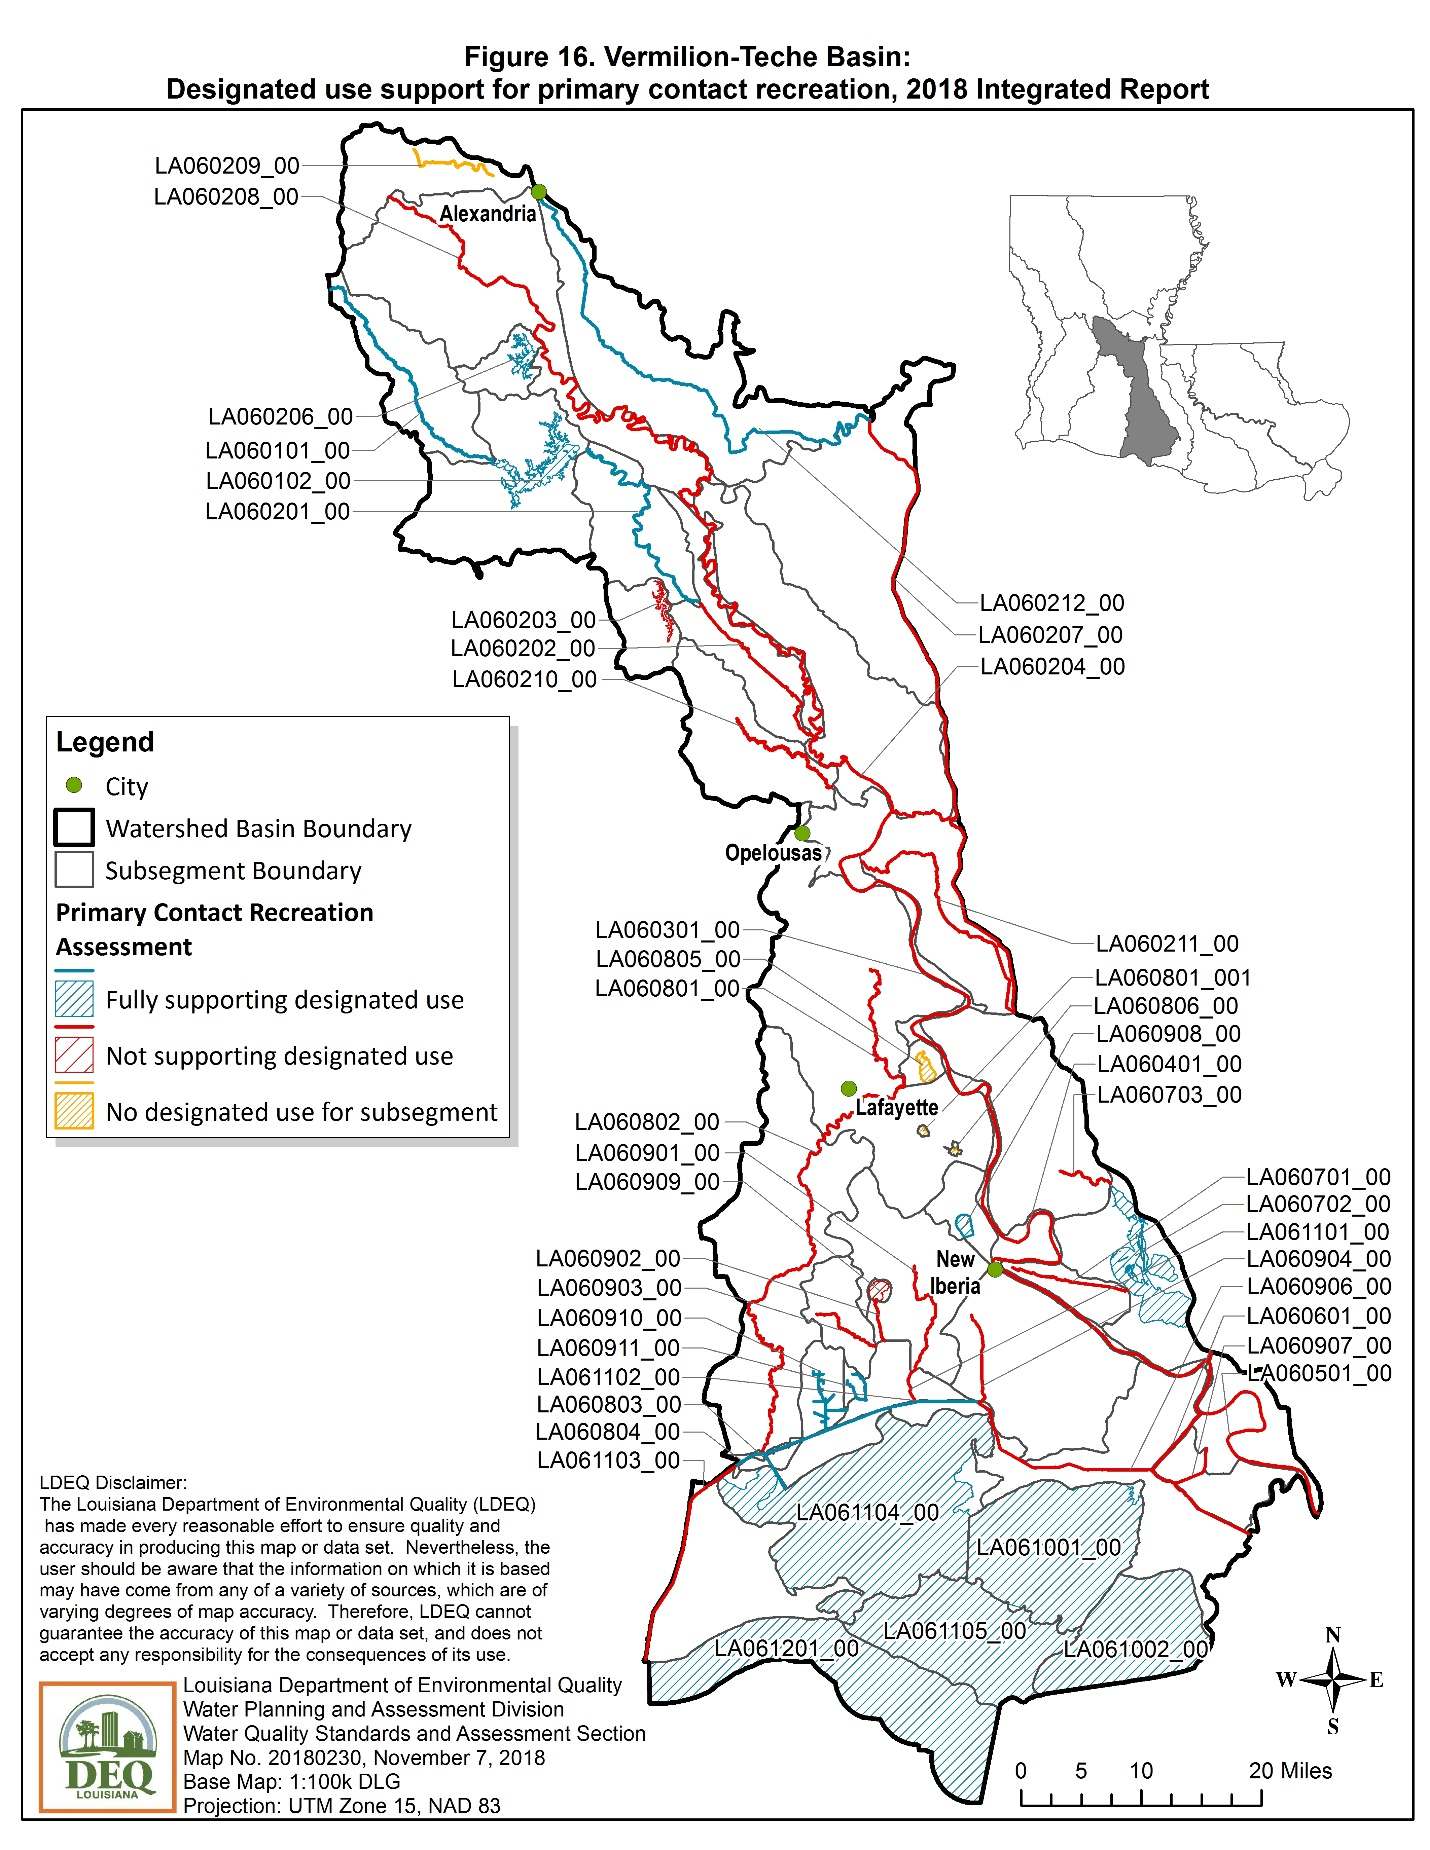 Figure 16. Vermilion-Teche Basin:
Designated use support for primary contact recreation, 2018 Integrated Report
LA060209_00
LA060208_00
Alexandria
LA060206_00
LA060101_00
LA060102_00
LA060201_00
LA060212_00
LA060207_00
LA060204_00
LA060203_00
LA060202_00
LA060210_00
Legend
City
Watershed Basin Boundary
Subsegment Boundary
Primary Contact Recreation
Assessment
Fully supporting designated use
Not supporting designated use
No designated use for subsegment
Opelousas
LA060301_00
LA060805_00
LA060801_00
LA060211_00
LA060801_001
LA060806_00
LA060908_00
LA060401_00
LA060703_00
Lafayette
LA060802_00
LA060901_00
LA060909_00
LA060701_00
LA060702_00
LA061101_00
LA060904_00
LA060906_00
LA060601_00
LA060907_00
LA060501_00
New
Iberia
LA060902_00
LA060903_00
LA060910_00
LA060911_00
LA061102_00
LA060803_00
LA060804_00
LA061103_00
LA061104_00
LA061001_00
LA061105_00
LA061201_00
LA061002_00
LDEQ Disclaimer:
The Louisiana Department of Environmental Quality (LDEQ)
has made every reasonable effort to ensure quality and
accuracy in producing this map or data set. Nevertheless, the
user should be aware that the information on which it is based
may have come from any of a variety of sources, which are of
varying degrees of map accuracy. Therefore, LDEQ cannot
guarantee the accuracy of this map or data set, and does not
accept any responsibility for the consequences of its use.
DEQ
LOUISIANA
Louisiana Department of Environmental Quality
Water Planning and Assessment Division
Water Quality Standards and Assessment Section
Map No. 20180230, November 7, 2018
Base Map: 1:100k DLG
Projection: UTM Zone 15, NAD 83
N
W E
S
0 5 10 20 Miles